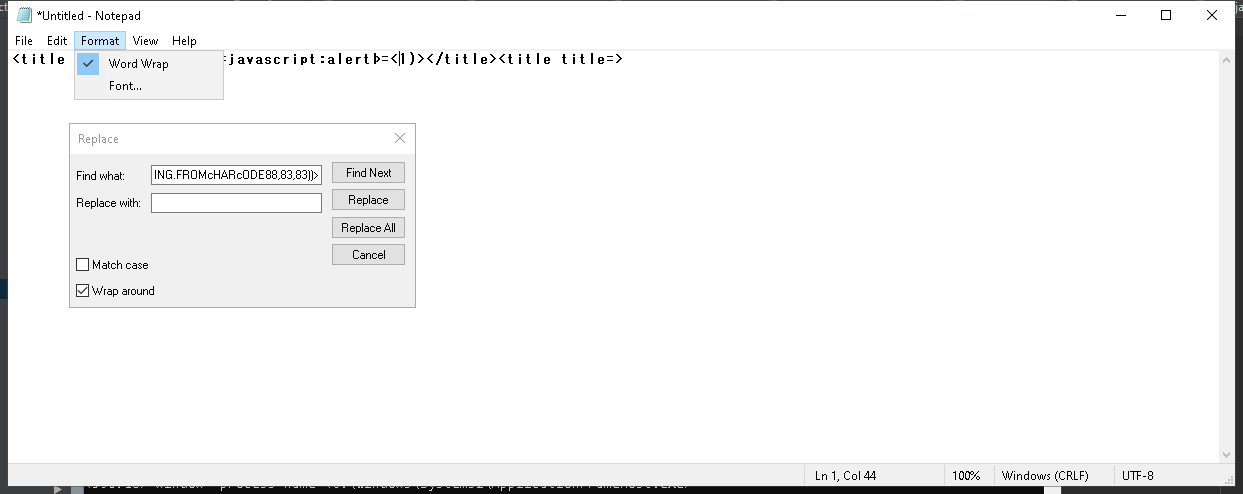 *Untitled - Notepad
File Edit Format View Help
<title =javascript:alert>=<1)></title><title title=>
Word Wrap
Font...
Replace
Find what: ING.FROMcHARcODE88,83,83))> Find Next
Replace with: Replace
Replace All
Cancel
Match case
Wrap around
Ln 1, Col 44 100% Windows (CRLF) UTF-8